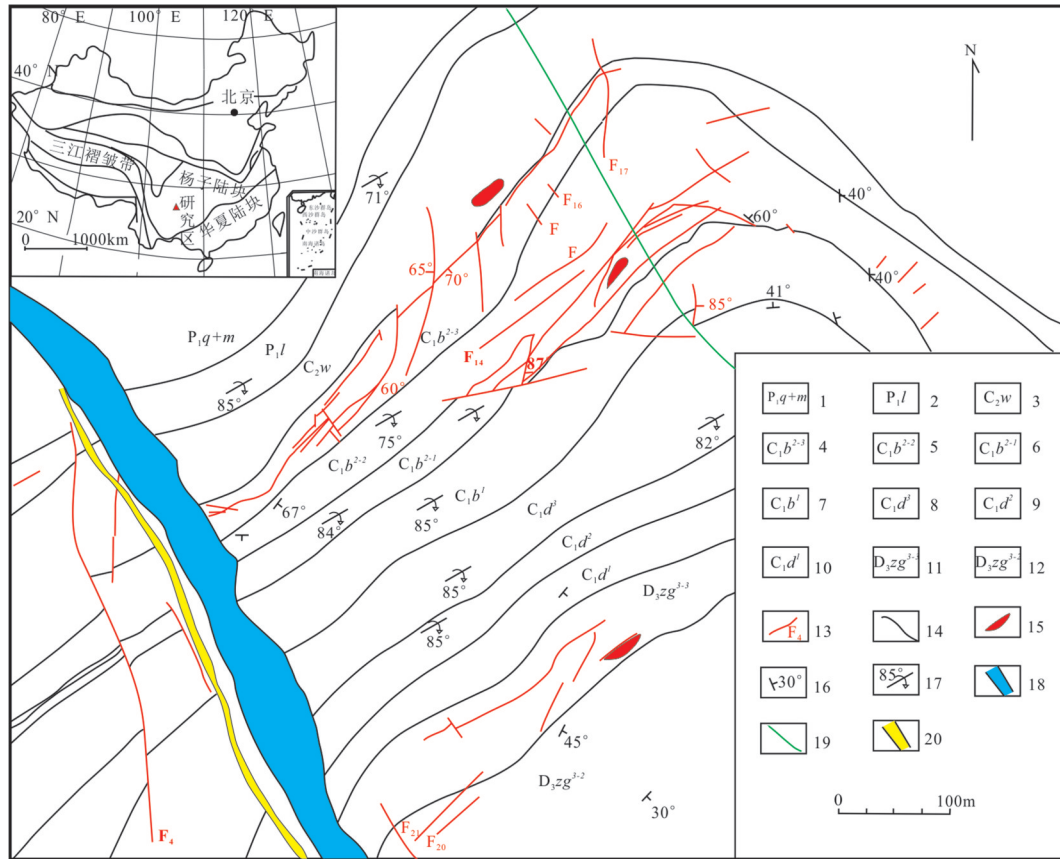 80° E
100° E
120° E
40° N
北京
三江褶皱带
杨子陆块
研究区
华夏陆块
20° N
0 1000km
N
71°
F₁₇
F₁₆
F
F
40°
60°
40°
65°
70°
85°
41°
P₁q+m
P₁l
C₂w
C₁b²⁻³
F₁₄
87
85°
60°
75°
82°
C₁b²⁻²
C₁b²⁻¹
67°
84°
C₁b¹
85°
C₁d³
C₁d²
85°
C₁d¹
D₃zg³⁻³
85°
45°
D₃zg³⁻²
30°
F₄
F₂₁
F₂₀
P₁q+m 1
P₁l 2
C₂w 3
C₁b²⁻³ 4
C₁b²⁻² 5
C₁b²⁻¹ 6
C₁b¹ 7
C₁d³ 8
C₁d² 9
C₁d¹ 10
D₃zg³⁻³ 11
D₃zg³⁻² 12
F₄ 13
14
15
30° 16
85° 17
18
19
20
0 100m